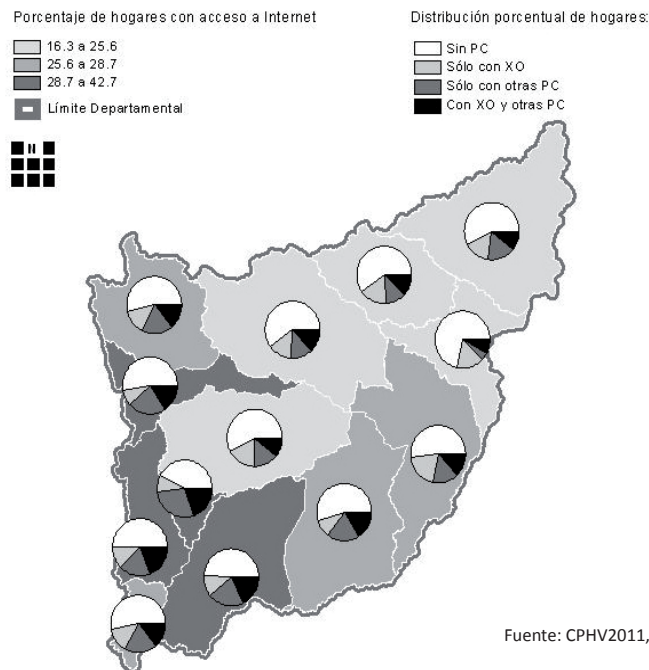 Porcentaje de hogares con acceso a Internet
16.3 a 25.6
25.6 a 28.7
28.7 a 42.7
Límite Departamental
N
Distribución porcentual de hogares:
Sin PC
Sólo con XO
Sólo con otras PC
Con XO y otras PC
Fuente: CPHV2011,